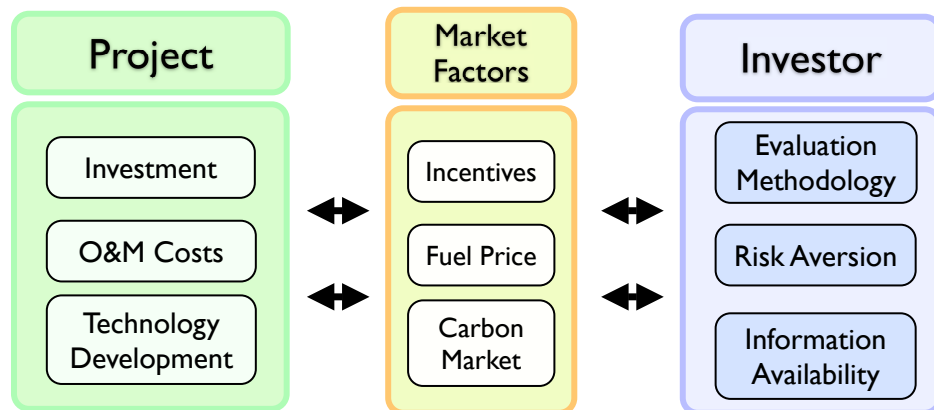 Project
Investment
O&M Costs
Technology
Development
Market
Factors
Incentives
Fuel Price
Carbon
Market
Investor
Evaluation
Methodology
Risk Aversion
Information
Availability